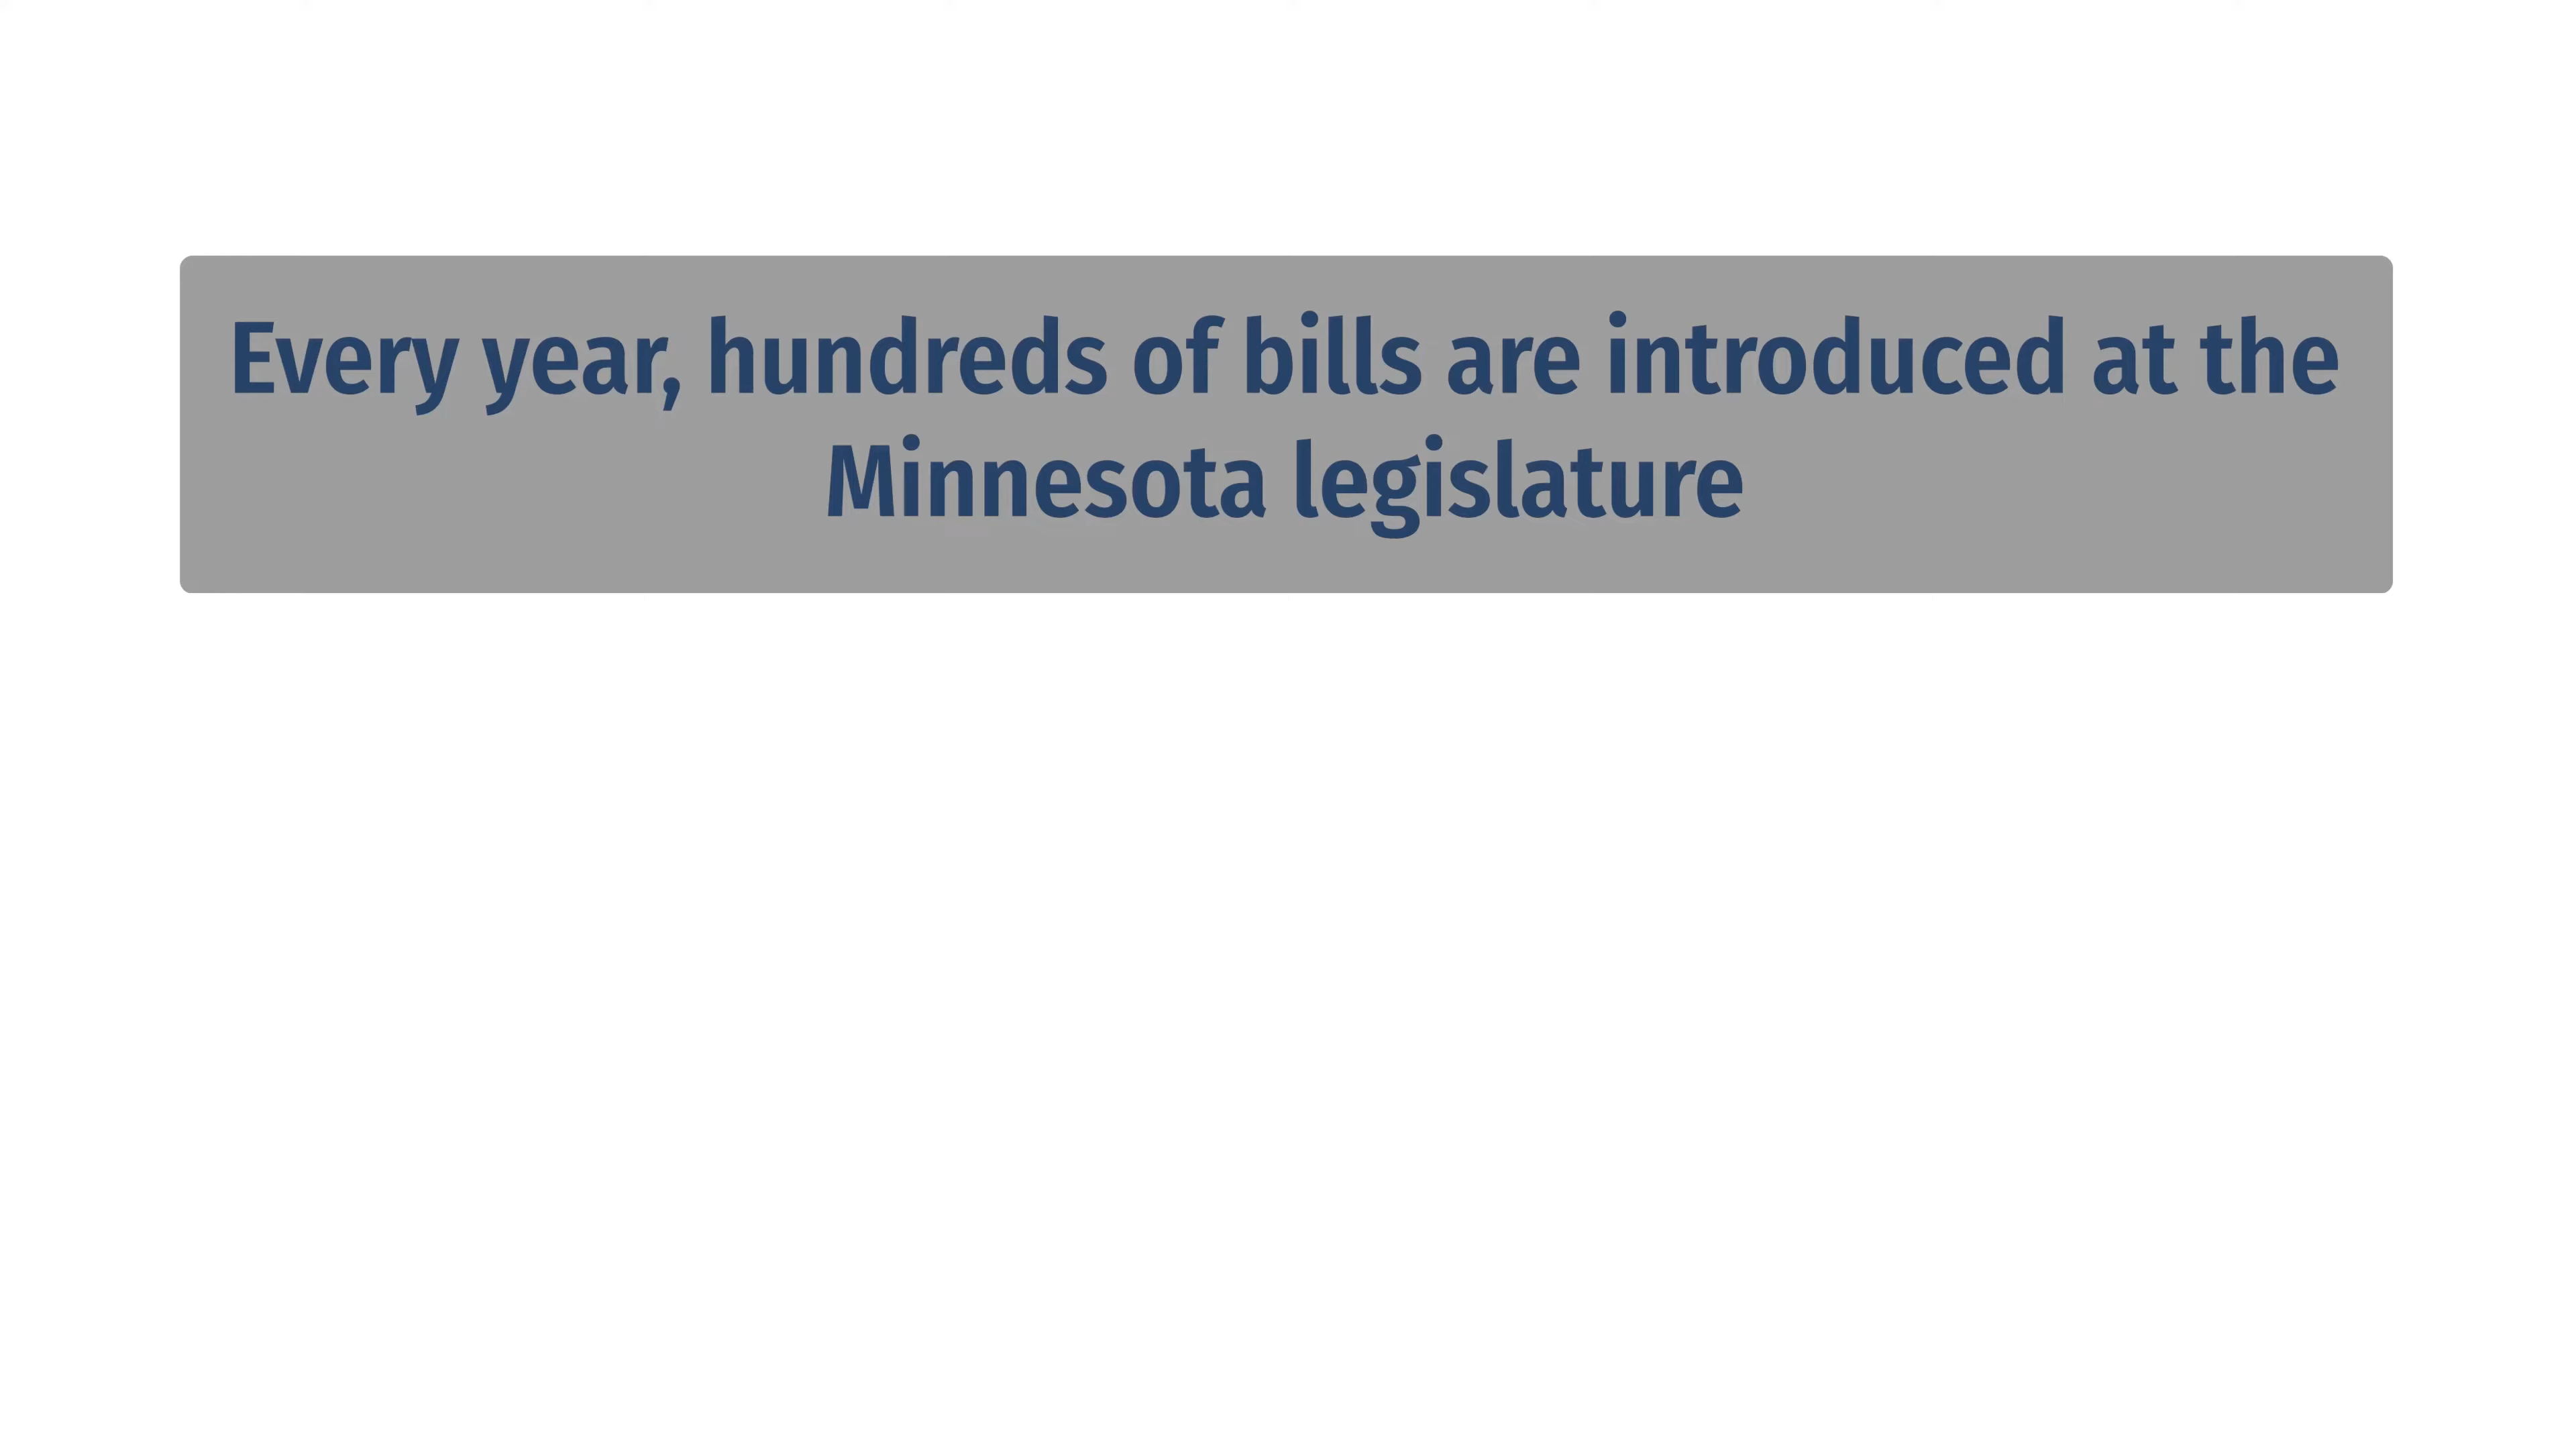 Every year, hundreds of bills are introduced at the
Minnesota legislature